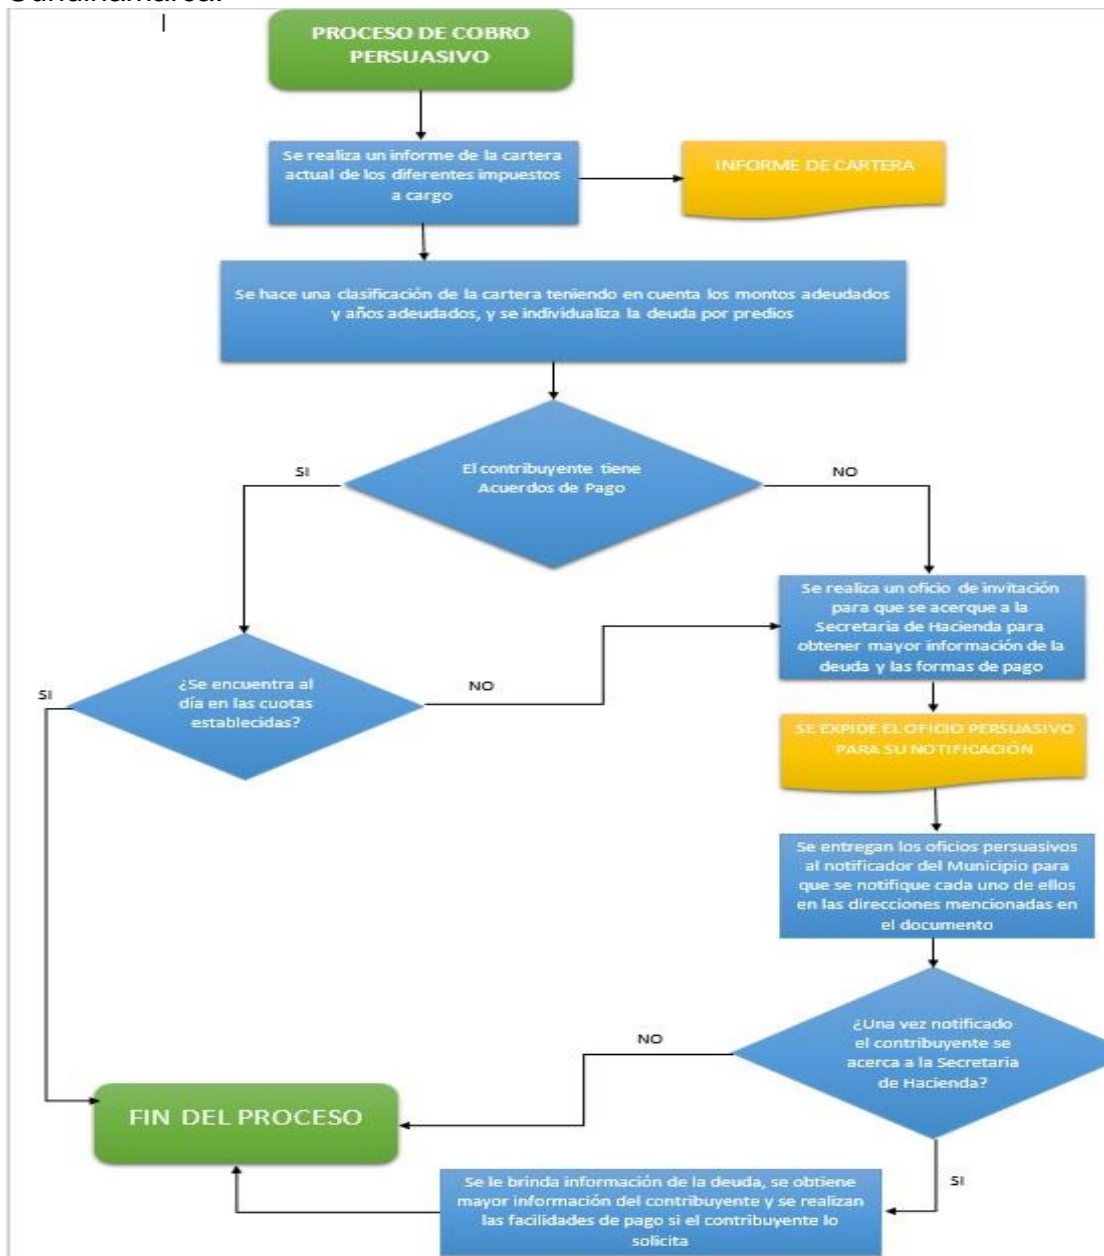 Cundinamarca.
PROCESO DE COBRO
PERSUASIVO
Se realiza un informe de la cartera
actual de los diferentes impuestos
a cargo
INFORME DE CARTERA
Se hace una clasificación de la cartera teniendo en cuenta los montos adeudados
y años adeudados, y se individualiza la deuda por predios
El contribuyente tiene
Acuerdos de Pago
SI
NO
Se realiza un oficio de invitación
para que se acerque a la
Secretaria de Hacienda para
obtener mayor información de la
deuda y las formas de pago
¿Se encuentra al
día en las cuotas
establecidas?
SI
NO
SE EXPIDE EL OFICIO PERSUASIVO
PARA SU NOTIFICACIÓN
Se entregan los oficios persuasivos
al notificador del Municipio para
que se notifique cada uno de ellos
en las direcciones mencionadas en
el documento
¿Una vez notificado
el contribuyente se
acerca a la Secretaria
de Hacienda?
NO
SI
FIN DEL PROCESO
Se le brinda información de la deuda, se obtiene
mayor información del contribuyente y se realizan
las facilidades de pago si el contribuyente lo
solicita